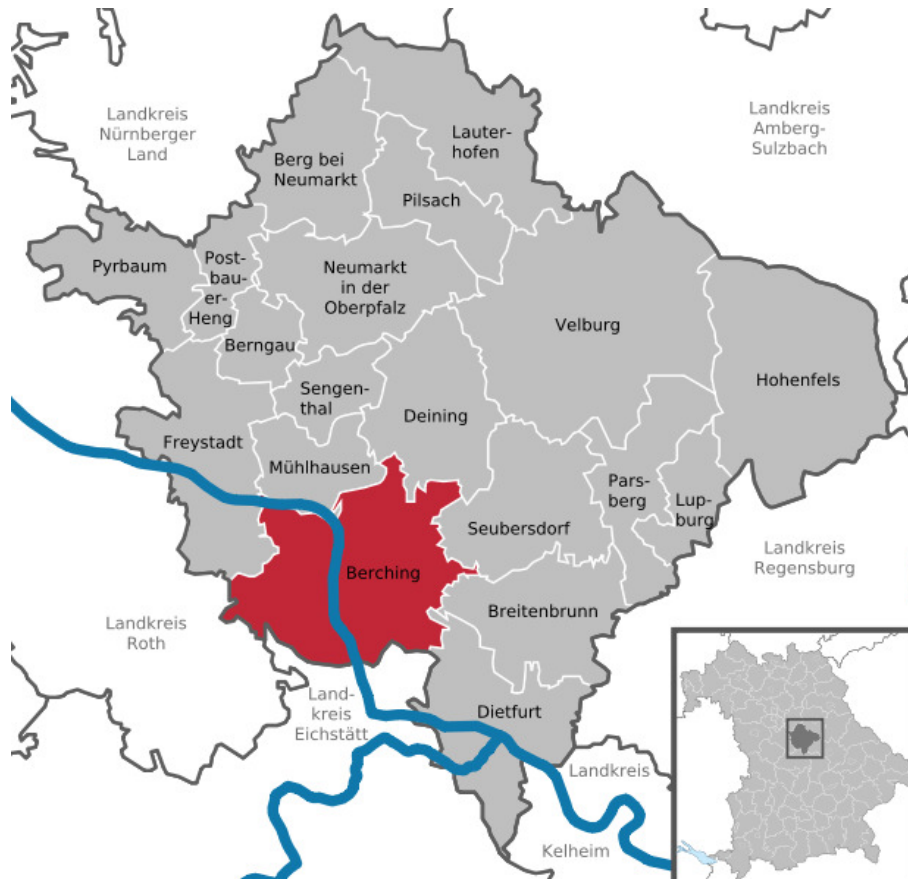 Landkreis
Nürnberger
Land
Landkreis
Amberg-
Sulzbach
Lauter-
hofen
Berg bei
Neumarkt
Pilsach
Pyrbaum
Post-
bau-
er-
Heng
Neumarkt
in der
Oberpfalz
Velburg
Berngau
Hohenfels
Sengen-
thal
Deining
Freystadt
Mühlhausen
Pars-
berg
Lup-
burg
Seubersdorf
Berching
Landkreis
Regensburg
Breitenbrunn
Landkreis
Roth
Land-
kreis
Eichstätt
Dietfurt
Landkreis
Kelheim